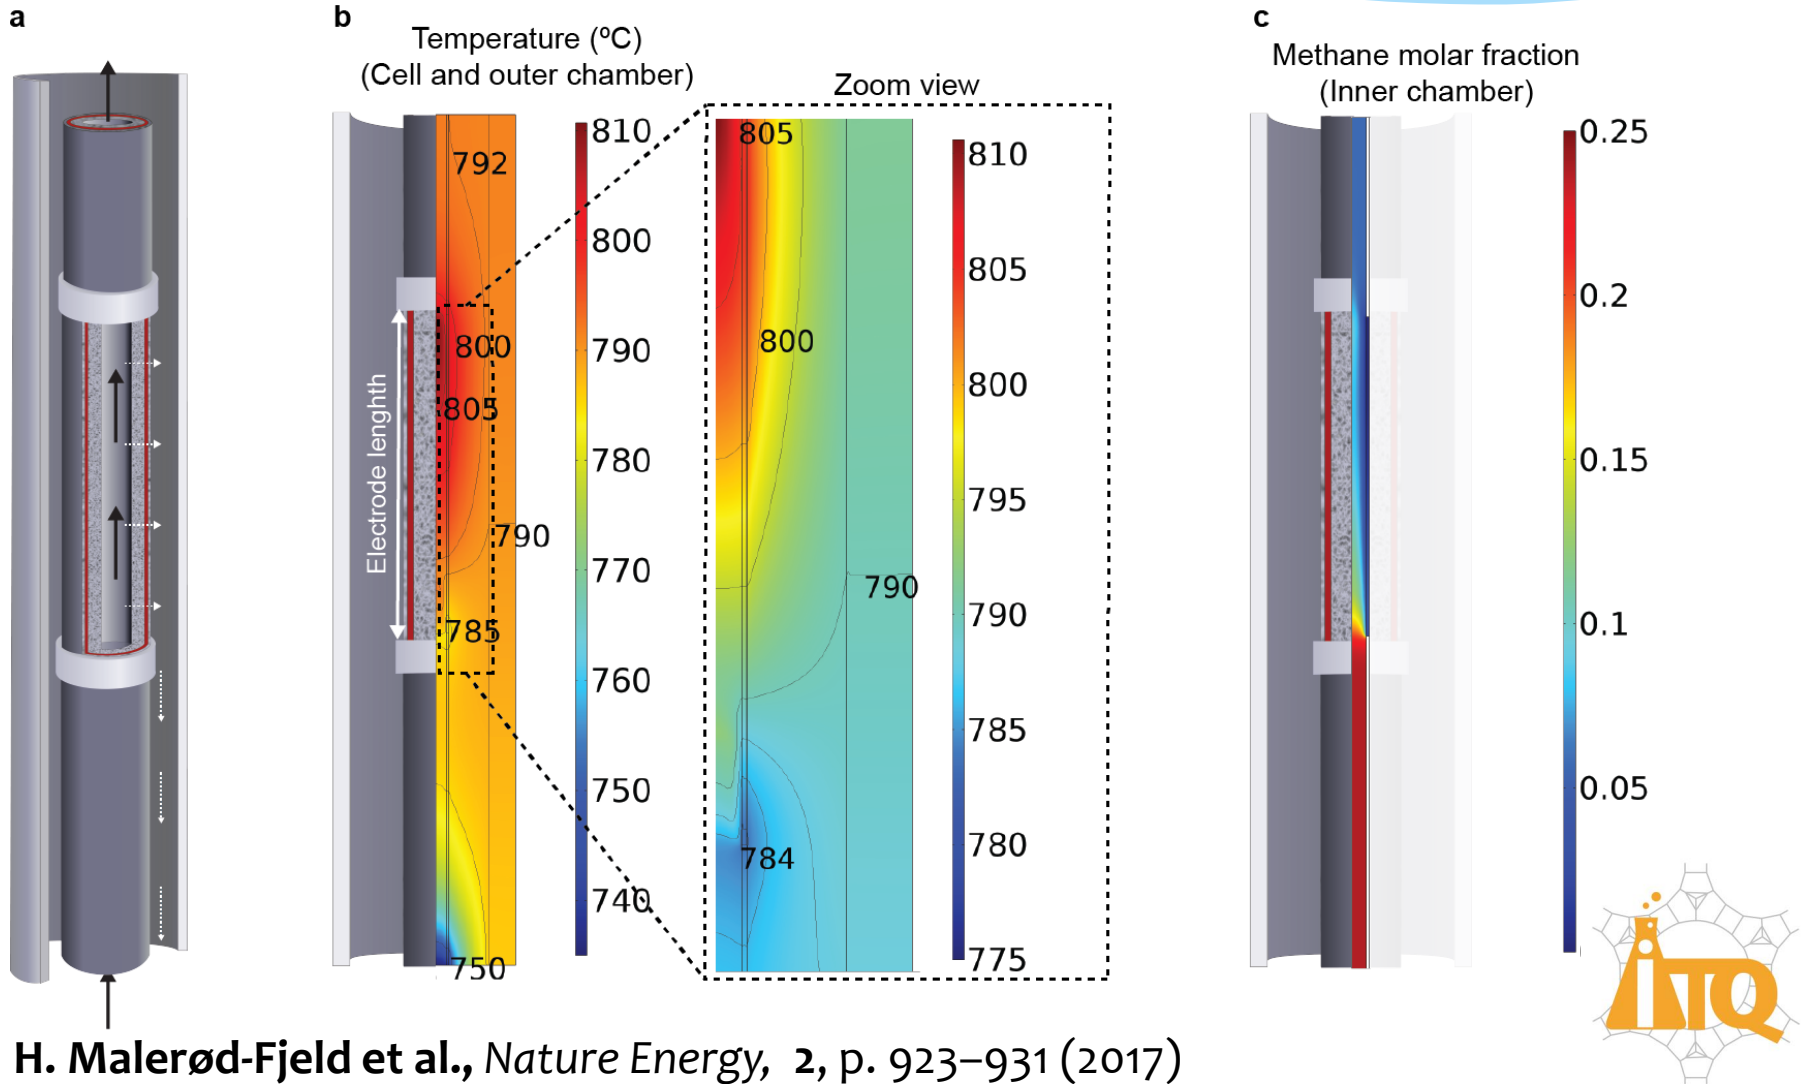 a
b
Temperature (ºC)
(Cell and outer chamber)
792
800
805
790
785
750
Electrode lenghth
810
800
790
780
770
760
750
740
Zoom view
805
800
790
784
810
805
800
795
790
785
780
775
c
Methane molar fraction
(Inner chamber)
0.25
0.2
0.15
0.1
0.05
iTQ
H. Malerød-Fjeld et al., Nature Energy, 2, p. 923–931 (2017)